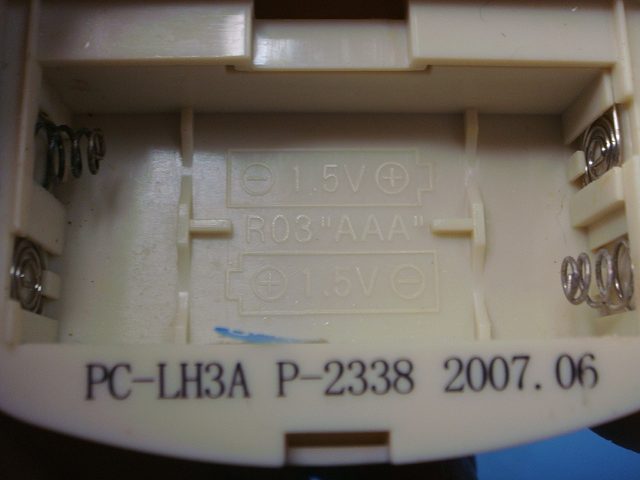 ⊖ 1.5V ⊕
R03 "AAA"
⊕ 1.5V ⊖
PC-LH3A P-2338 2007.06